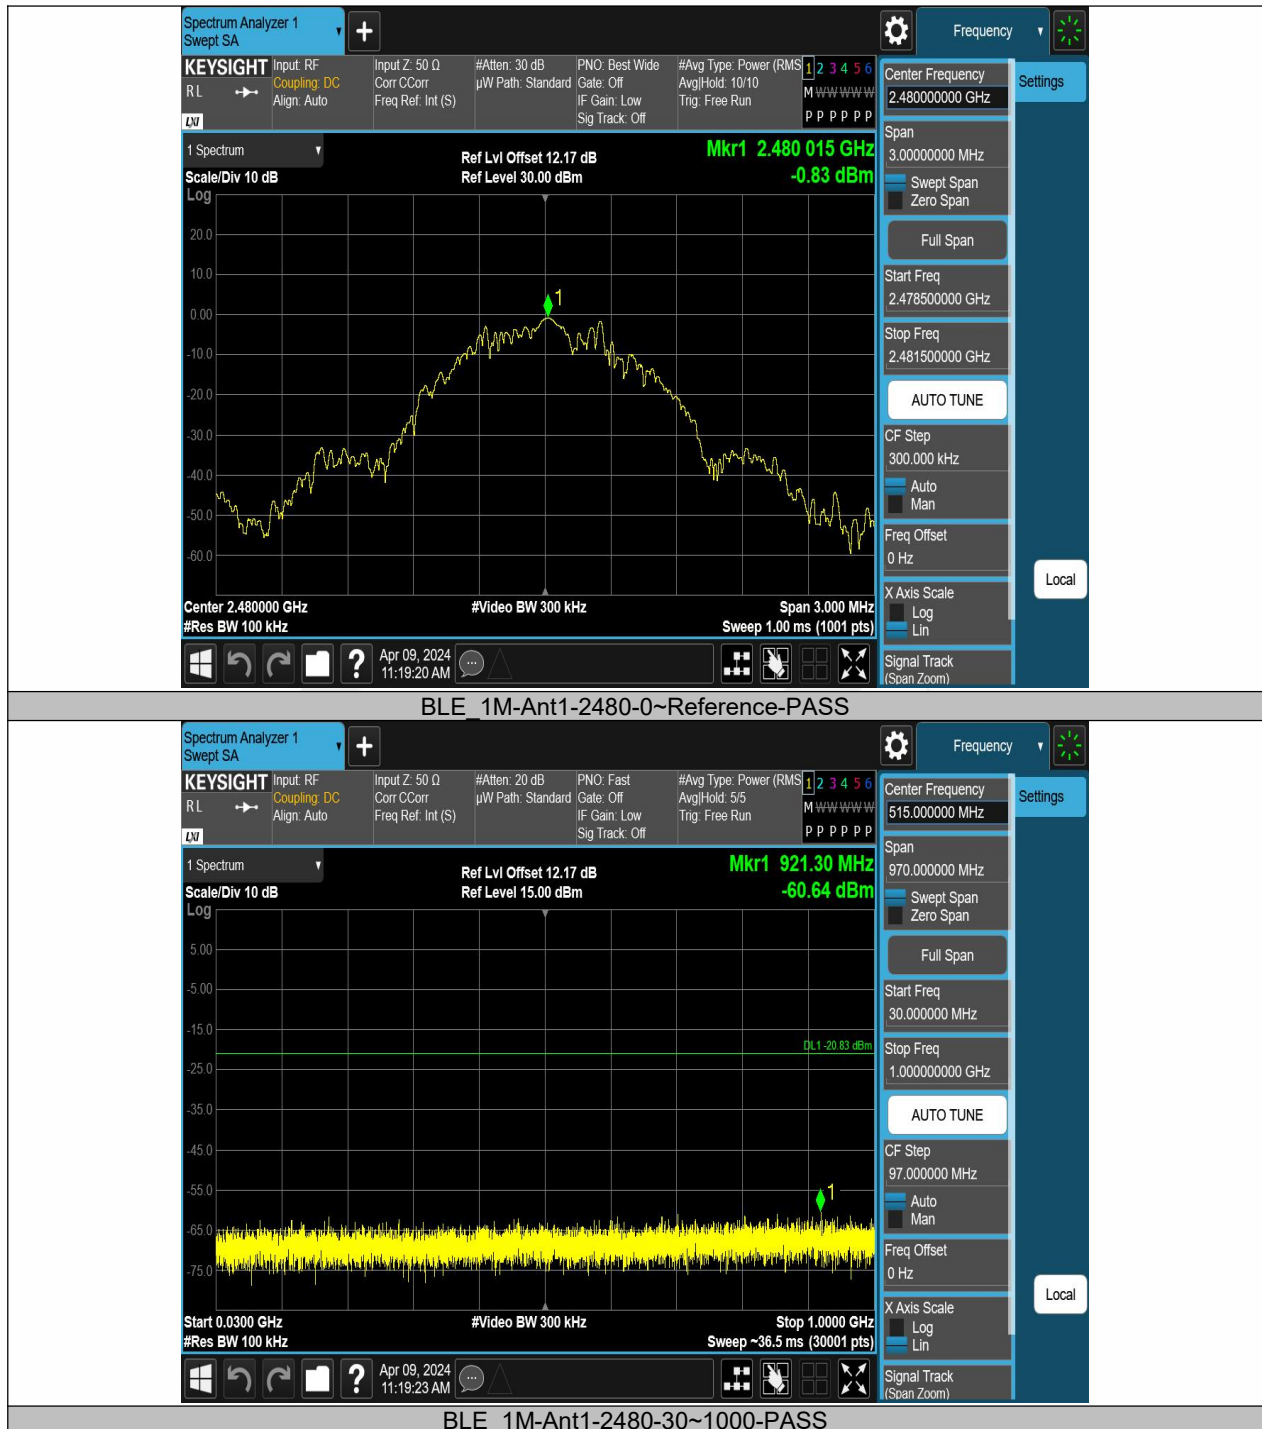 Spectrum Analyzer 1
Swept SA
+
Frequency
KEYSIGHT
RL
LXI
Input: RF
Coupling: DC
Align: Auto
Input Z: 50 Ω
Corr CCorr
Freq Ref: Int (S)
#Atten: 30 dB
µW Path: Standard
PNO: Best Wide
Gate: Off
IF Gain: Low
Sig Track: Off
#Avg Type: Power (RMS
Avg|Hold: 10/10
Trig: Free Run
1 2 3 4 5 6
M W W W W W
P P P P P P
Center Frequency
2.480000000 GHz
Settings
Span
3.00000000 MHz
Swept Span
Zero Span
Full Span
Start Freq
2.478500000 GHz
Stop Freq
2.481500000 GHz
AUTO TUNE
CF Step
300.000 kHz
Auto
Man
Freq Offset
0 Hz
X Axis Scale
Log
Lin
Signal Track
(Span Zoom)
Local
1 Spectrum
Scale/Div 10 dB
Ref Lvl Offset 12.17 dB
Ref Level 30.00 dBm
Mkr1 2.480 015 GHz
-0.83 dBm
Log
20.0
10.0
0.00
-10.0
-20.0
-30.0
-40.0
-50.0
-60.0
1
Center 2.480000 GHz
#Res BW 100 kHz
#Video BW 300 kHz
Span 3.000 MHz
Sweep 1.00 ms (1001 pts)
?
Apr 09, 2024
11:19:20 AM
BLE_1M-Ant1-2480-0~Reference-PASS
Spectrum Analyzer 1
Swept SA
+
Frequency
KEYSIGHT
RL
LXI
Input: RF
Coupling: DC
Align: Auto
Input Z: 50 Ω
Corr CCorr
Freq Ref: Int (S)
#Atten: 20 dB
µW Path: Standard
PNO: Fast
Gate: Off
IF Gain: Low
Sig Track: Off
#Avg Type: Power (RMS
Avg|Hold: 5/5
Trig: Free Run
1 2 3 4 5 6
M W W W W W
P P P P P P
Center Frequency
515.000000 MHz
Settings
Span
970.000000 MHz
Swept Span
Zero Span
Full Span
Start Freq
30.000000 MHz
Stop Freq
1.000000000 GHz
AUTO TUNE
CF Step
97.000000 MHz
Auto
Man
Freq Offset
0 Hz
X Axis Scale
Log
Lin
Signal Track
(Span Zoom)
Local
1 Spectrum
Scale/Div 10 dB
Ref Lvl Offset 12.17 dB
Ref Level 15.00 dBm
Mkr1 921.30 MHz
-60.64 dBm
Log
5.00
-5.00
-15.0
DL1 -20.83 dBm
-25.0
-35.0
-45.0
-55.0
-65.0
-75.0
1
Start 0.0300 GHz
#Res BW 100 kHz
#Video BW 300 kHz
Stop 1.0000 GHz
Sweep ~36.5 ms (30001 pts)
?
Apr 09, 2024
11:19:23 AM
BLE_1M-Ant1-2480-30~1000-PASS